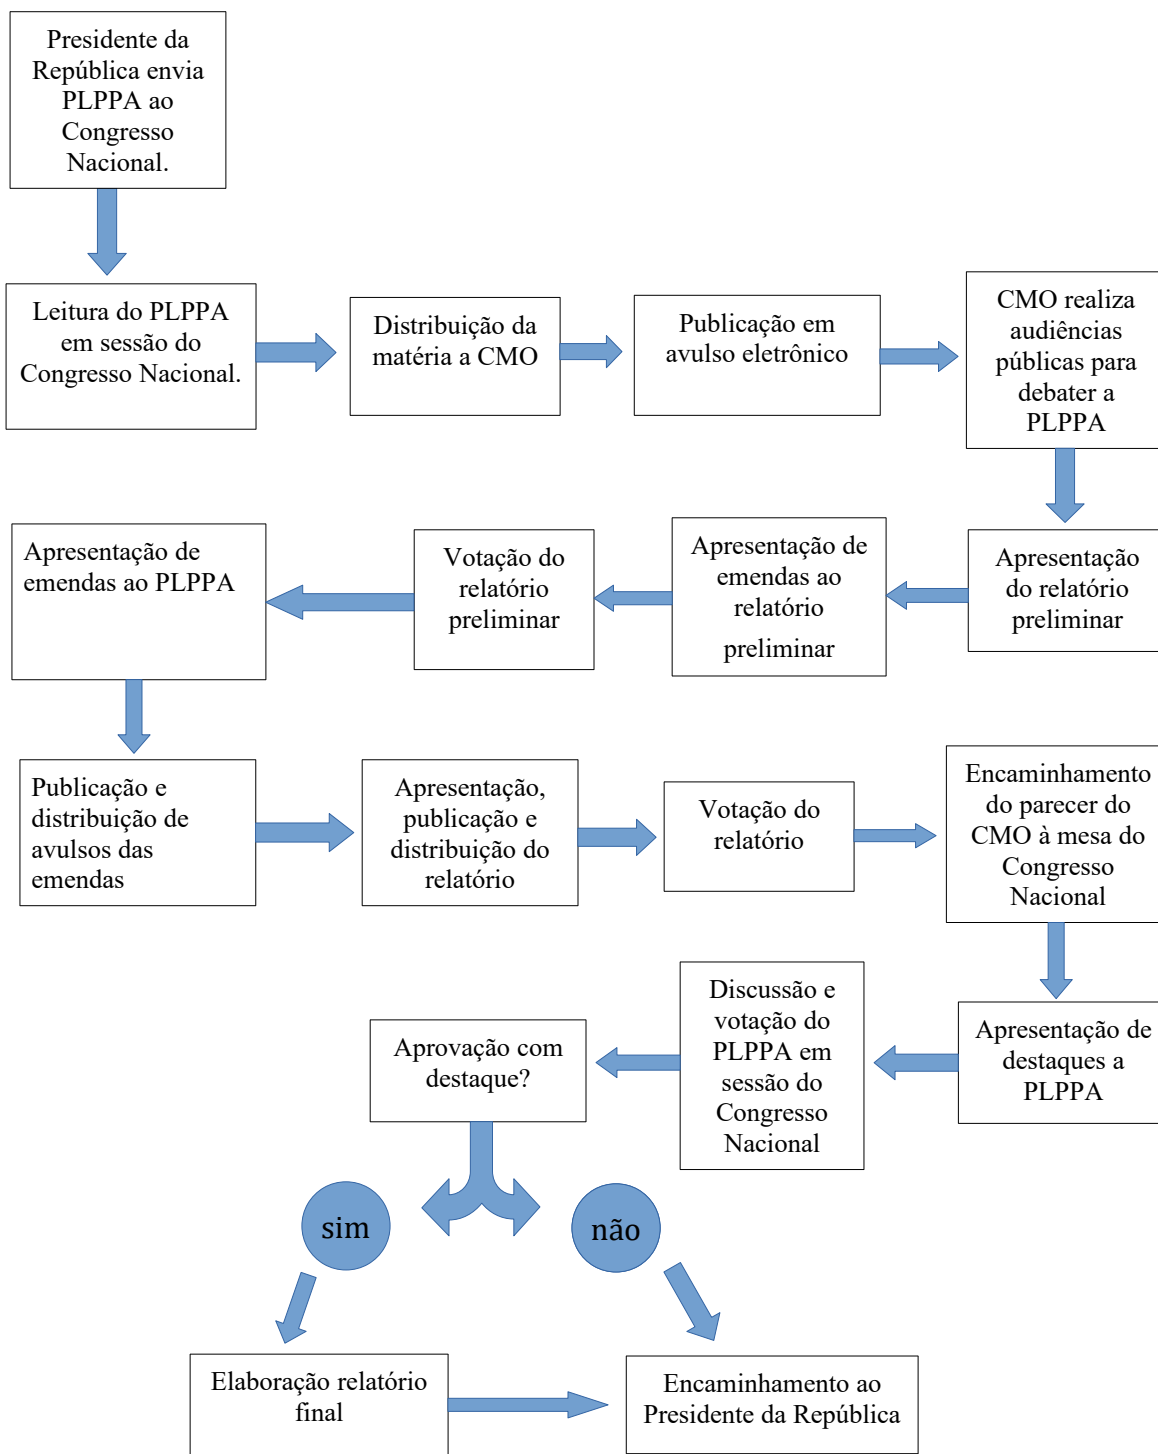 Presidente da
República envia
PLPPA ao
Congresso
Nacional.
Leitura do PLPPA
em sessão do
Congresso Nacional.
Distribuição da
matéria a CMO
Publicação em
avulso eletrônico
CMO realiza
audiências
públicas para
debater a
PLPPA
Apresentação
do relatório
preliminar
Apresentação de
emendas ao
relatório
preliminar
Votação do
relatório
preliminar
Apresentação de
emendas ao PLPPA
Publicação e
distribuição de
avulsos das
emendas
Apresentação,
publicação e
distribuição do
relatório
Votação do
relatório
Encaminhamento
do parecer do
CMO à mesa do
Congresso
Nacional
Apresentação de
destaques a
PLPPA
Discussão e
votação do
PLPPA em
sessão do
Congresso
Nacional
Aprovação com
destaque?
sim
não
Elaboração relatório
final
Encaminhamento ao
Presidente da República